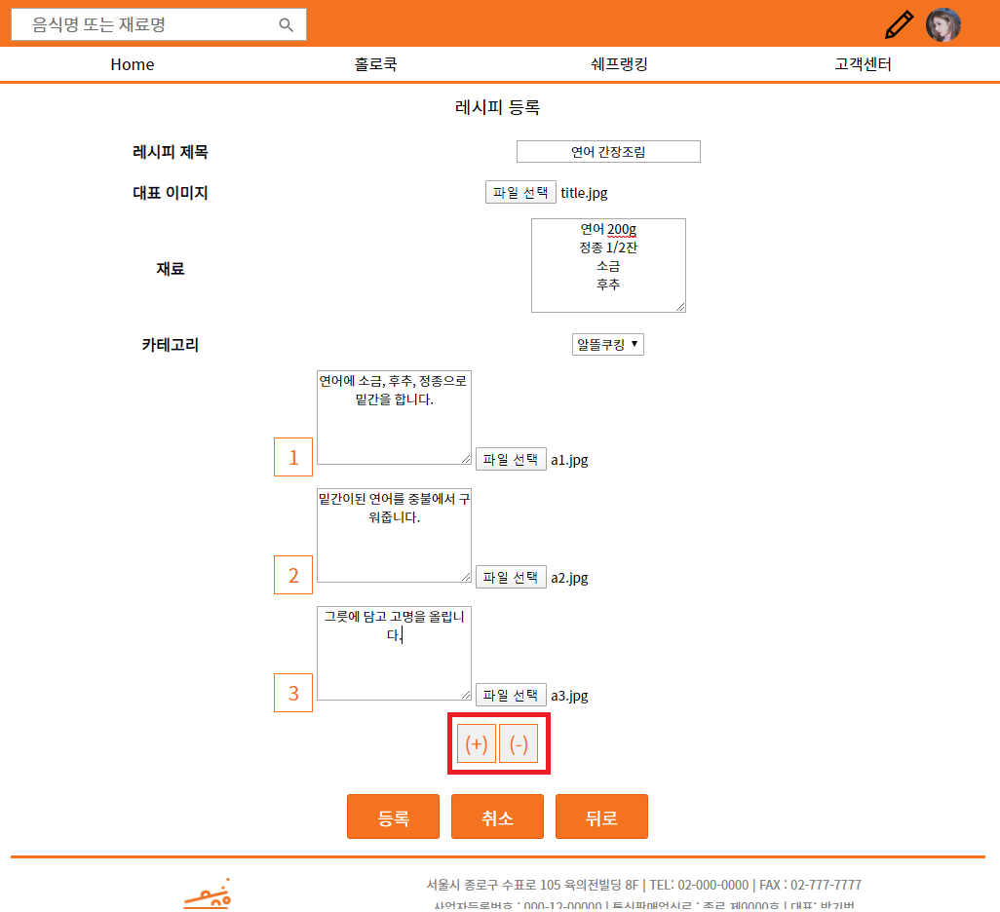 음식명 또는 재료명
Home 홀로쿡 쉐프랭킹 고객센터
레시피 등록
레시피 제목 연어 간장조림
대표 이미지 파일 선택 title.jpg
재료
연어 200g
정종 1/2잔
소금
후추
카테고리 알뜰쿠킹 ▼
연어에 소금, 후추, 정종으로
밑간을 합니다.
1 파일 선택 a1.jpg
밑간이된 연어를 중불에서 구
워줍니다.
2 파일 선택 a2.jpg
그릇에 담고 고명을 올립니
다.
3 파일 선택 a3.jpg
(+) (-)
등록 취소 뒤로
서울시 종로구 수표로 105 육의전빌딩 8F | TEL: 02-000-0000 | FAX : 02-777-7777
사업자등록번호 : 000-12-00000 | 통신판매업신고 : 종로 제0000호 | 대표: